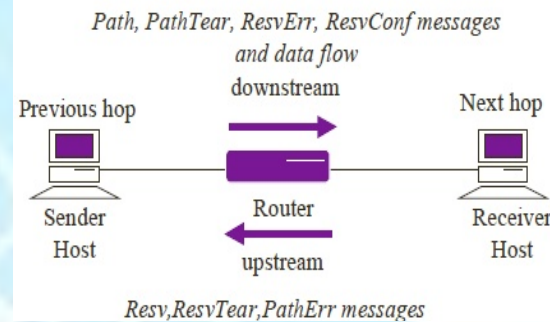 Path, PathTear, ResvErr, ResvConf messages
and data flow
downstream
Previous hop
Next hop
Sender
Host
Router
Receiver
Host
upstream
Resv,ResvTear,PathErr messages